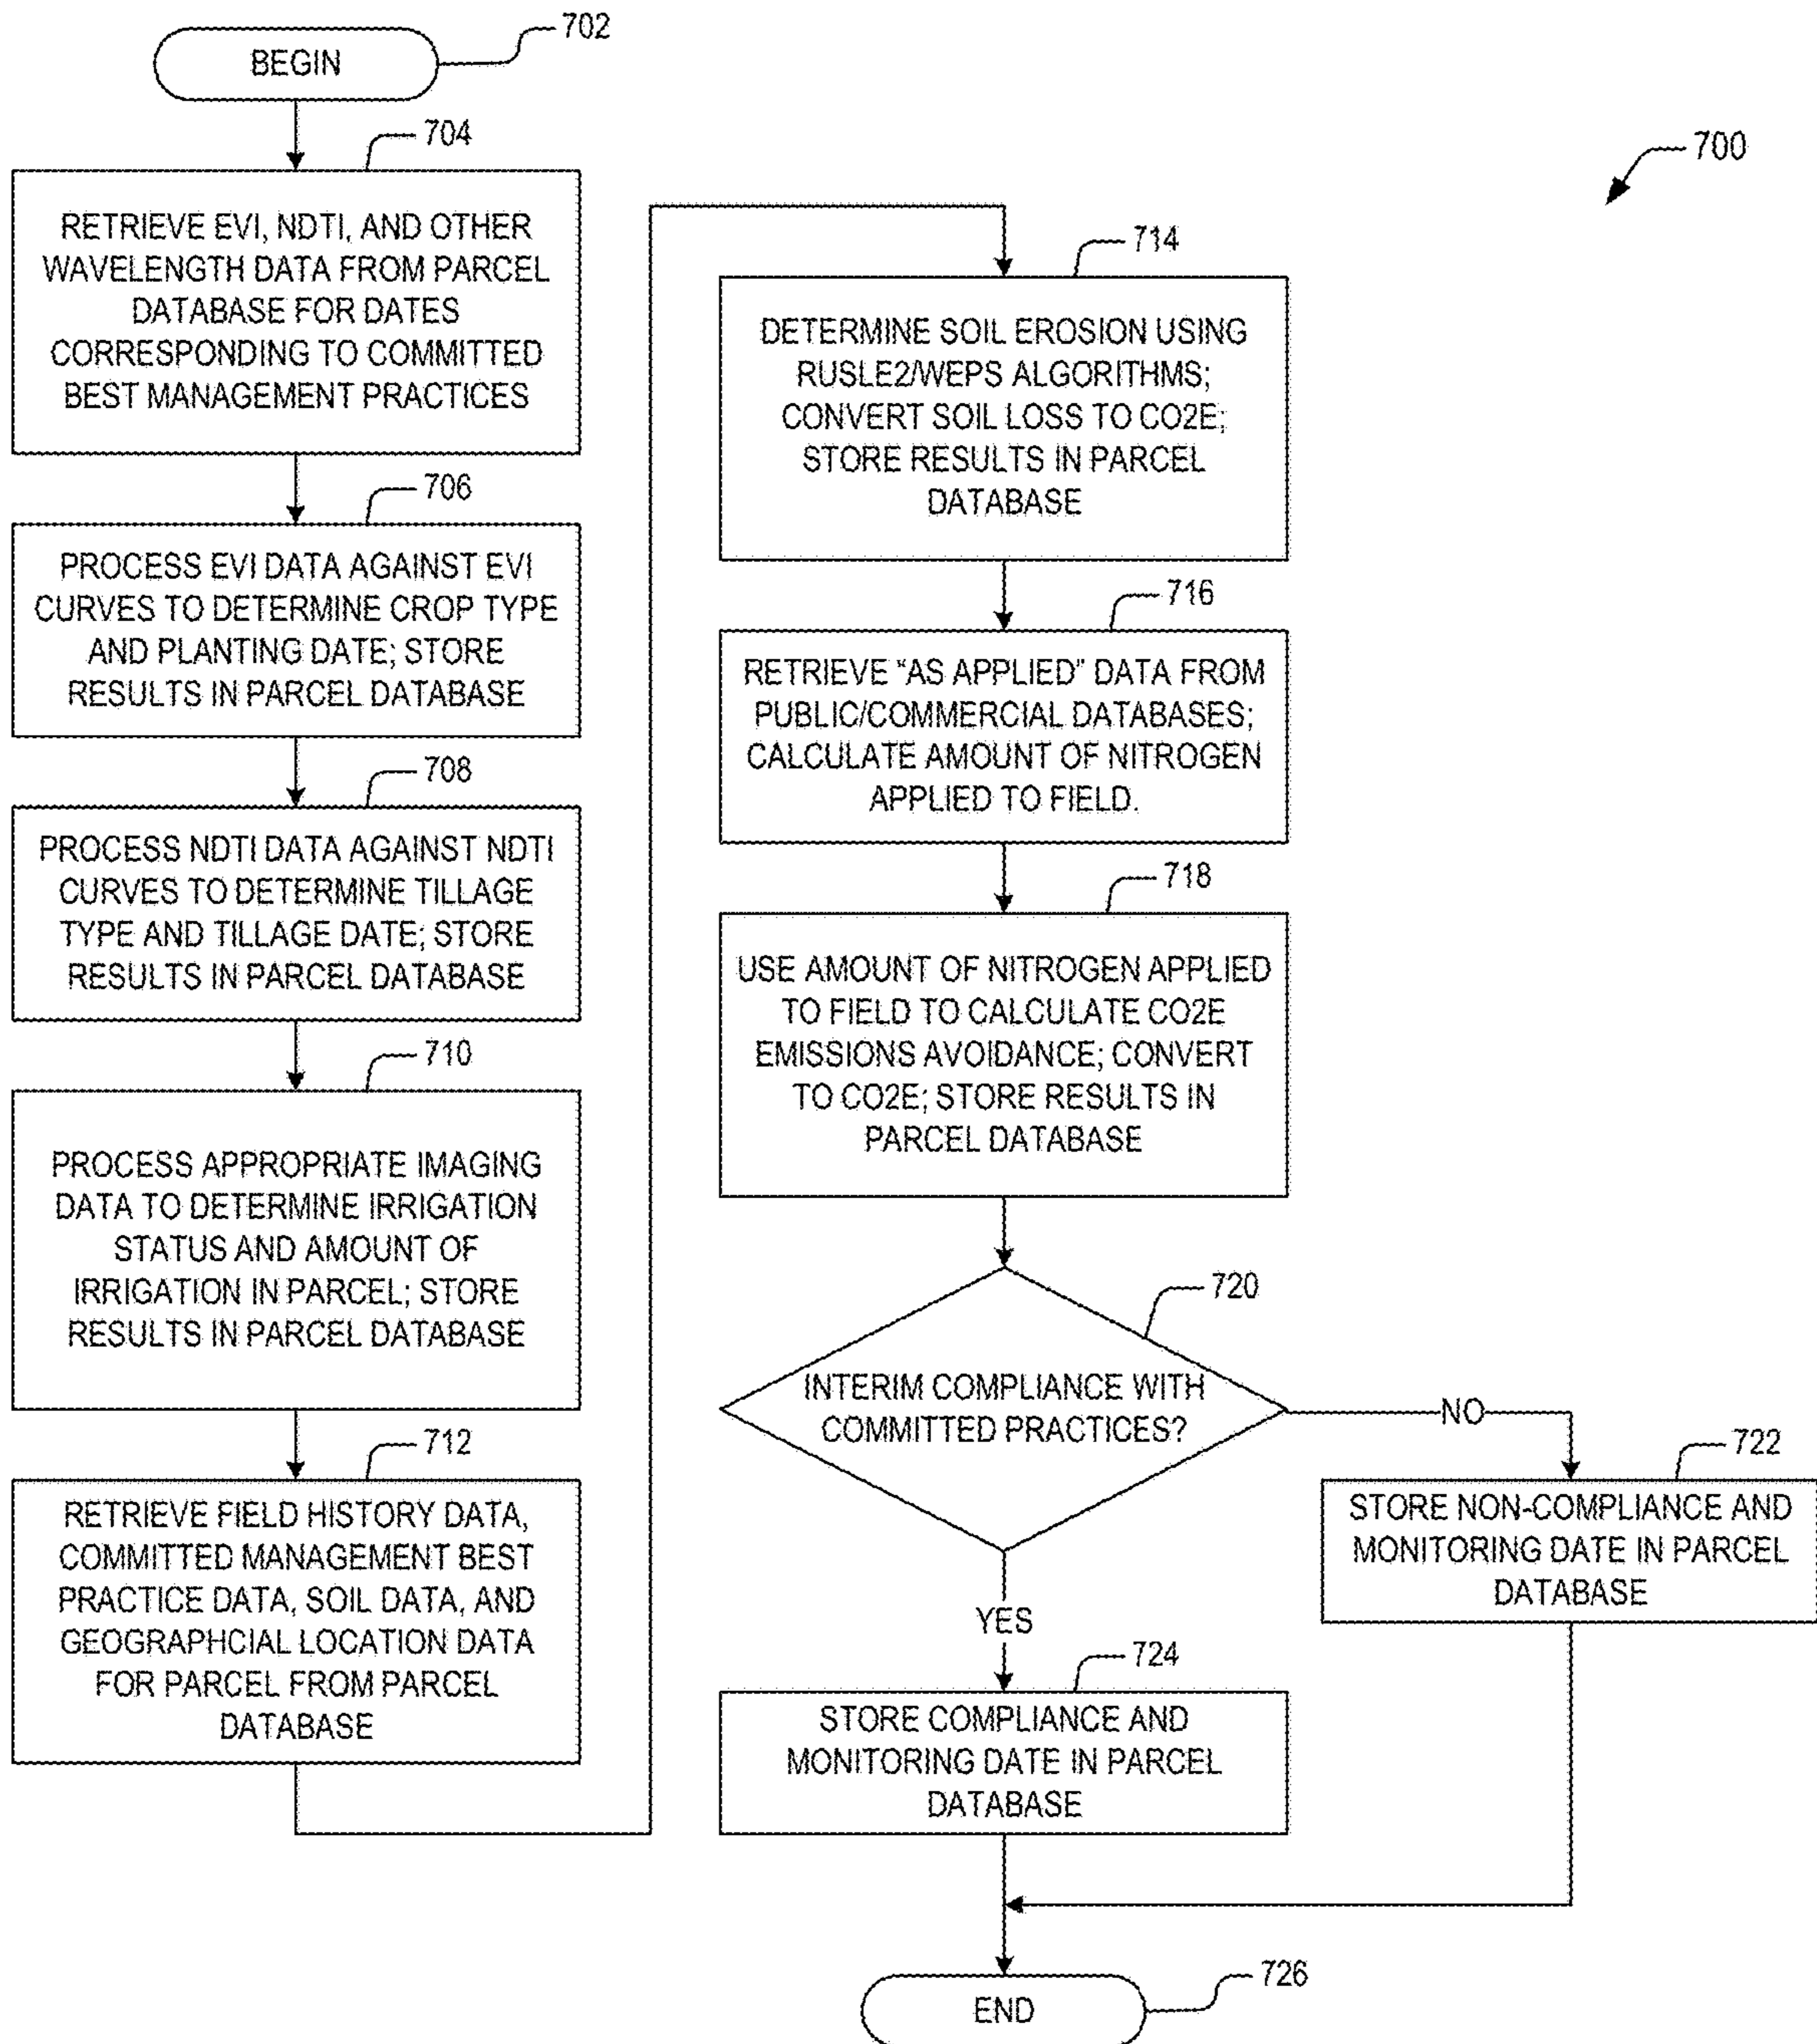 702
BEGIN
704
RETRIEVE EVI, NDTI, AND OTHER
WAVELENGTH DATA FROM PARCEL
DATABASE FOR DATES
CORRESPONDING TO COMMITTED
BEST MANAGEMENT PRACTICES
706
PROCESS EVI DATA AGAINST EVI
CURVES TO DETERMINE CROP TYPE
AND PLANTING DATE; STORE
RESULTS IN PARCEL DATABASE
708
PROCESS NDTI DATA AGAINST NDTI
CURVES TO DETERMINE TILLAGE
TYPE AND TILLAGE DATE; STORE
RESULTS IN PARCEL DATABASE
710
PROCESS APPROPRIATE IMAGING
DATA TO DETERMINE IRRIGATION
STATUS AND AMOUNT OF
IRRIGATION IN PARCEL; STORE
RESULTS IN PARCEL DATABASE
712
RETRIEVE FIELD HISTORY DATA,
COMMITTED MANAGEMENT BEST
PRACTICE DATA, SOIL DATA, AND
GEOGRAPHCIAL LOCATION DATA
FOR PARCEL FROM PARCEL
DATABASE
700
714
DETERMINE SOIL EROSION USING
RUSLE2/WEPS ALGORITHMS;
CONVERT SOIL LOSS TO CO2E;
STORE RESULTS IN PARCEL
DATABASE
716
RETRIEVE "AS APPLIED" DATA FROM
PUBLIC/COMMERCIAL DATABASES;
CALCULATE AMOUNT OF NITROGEN
APPLIED TO FIELD.
718
USE AMOUNT OF NITROGEN APPLIED
TO FIELD TO CALCULATE CO2E
EMISSIONS AVOIDANCE; CONVERT
TO CO2E; STORE RESULTS IN
PARCEL DATABASE
720
INTERIM COMPLIANCE WITH
COMMITTED PRACTICES?
NO
722
STORE NON-COMPLIANCE AND
MONITORING DATE IN PARCEL
DATABASE
YES
724
STORE COMPLIANCE AND
MONITORING DATE IN PARCEL
DATABASE
726
END